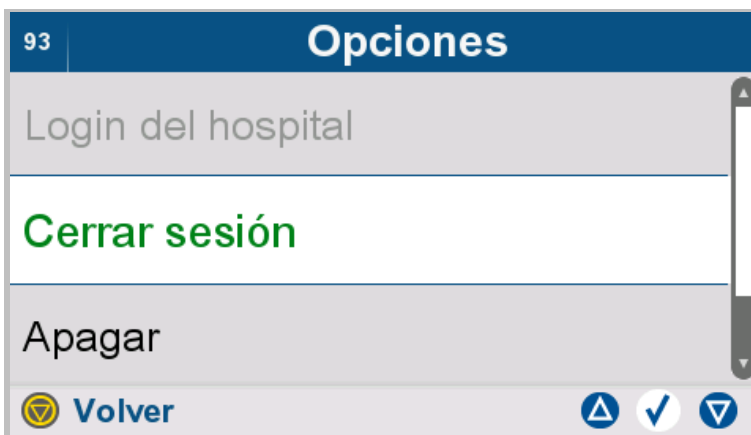 93
Opciones
Login del hospital
Cerrar sesión
Apagar
Volver